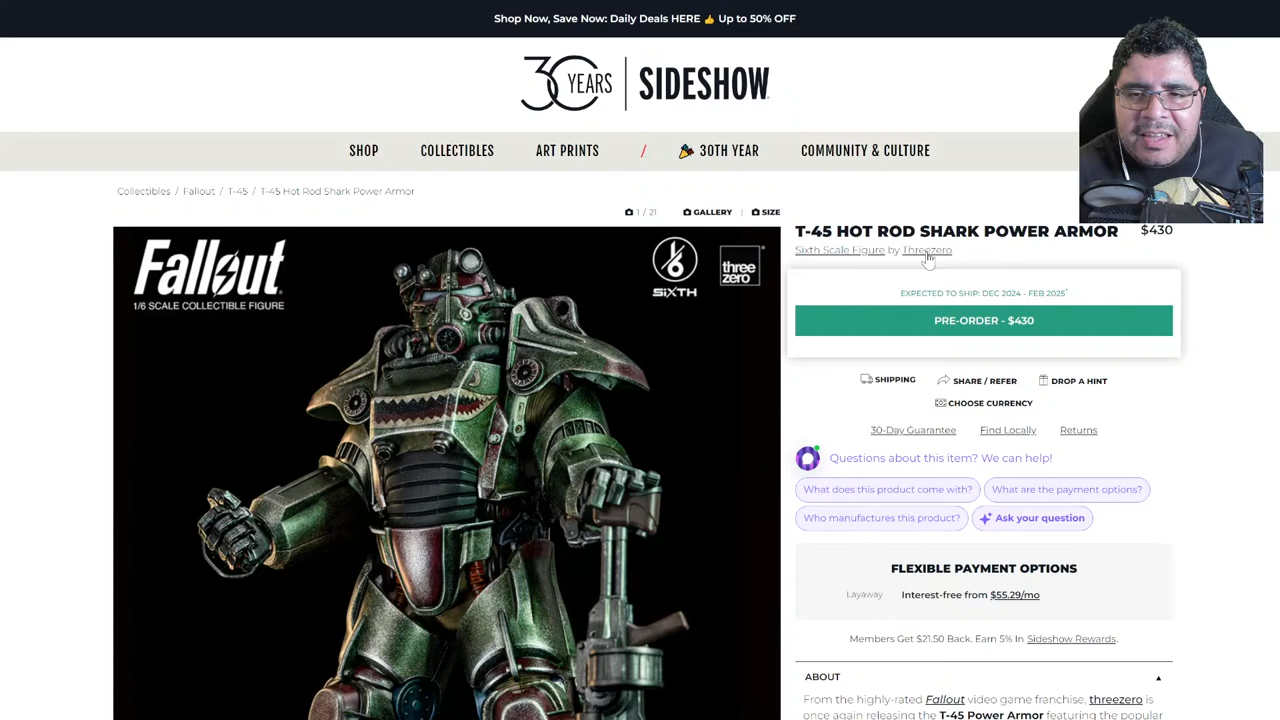 Shop Now, Save Now: Daily Deals HERE 👍 Up to 50% OFF
30 YEARS SIDESHOW
SHOP COLLECTIBLES ART PRINTS / 30TH YEAR COMMUNITY & CULTURE
Collectibles / Fallout / T-45 / T-45 Hot Rod Shark Power Armor
1 / 21 GALLERY | SIZE
Fallout
1/6 SCALE COLLECTIBLE FIGURE
SiXTH
three zero
T-45 HOT ROD SHARK POWER ARMOR $430
Sixth Scale Figure by Threezero
EXPECTED TO SHIP: DEC 2024 - FEB 2025*
PRE-ORDER - $430
SHIPPING SHARE / REFER DROP A HINT
CHOOSE CURRENCY
30-Day Guarantee Find Locally Returns
Questions about this item? We can help!
What does this product come with? What are the payment options?
Who manufactures this product? Ask your question
FLEXIBLE PAYMENT OPTIONS
Layaway Interest-free from $55.29/mo
Members Get $21.50 Back. Earn 5% In Sideshow Rewards.
ABOUT
From the highly-rated Fallout video game franchise, threezero is
once again releasing the T-45 Power Armor featuring the popular